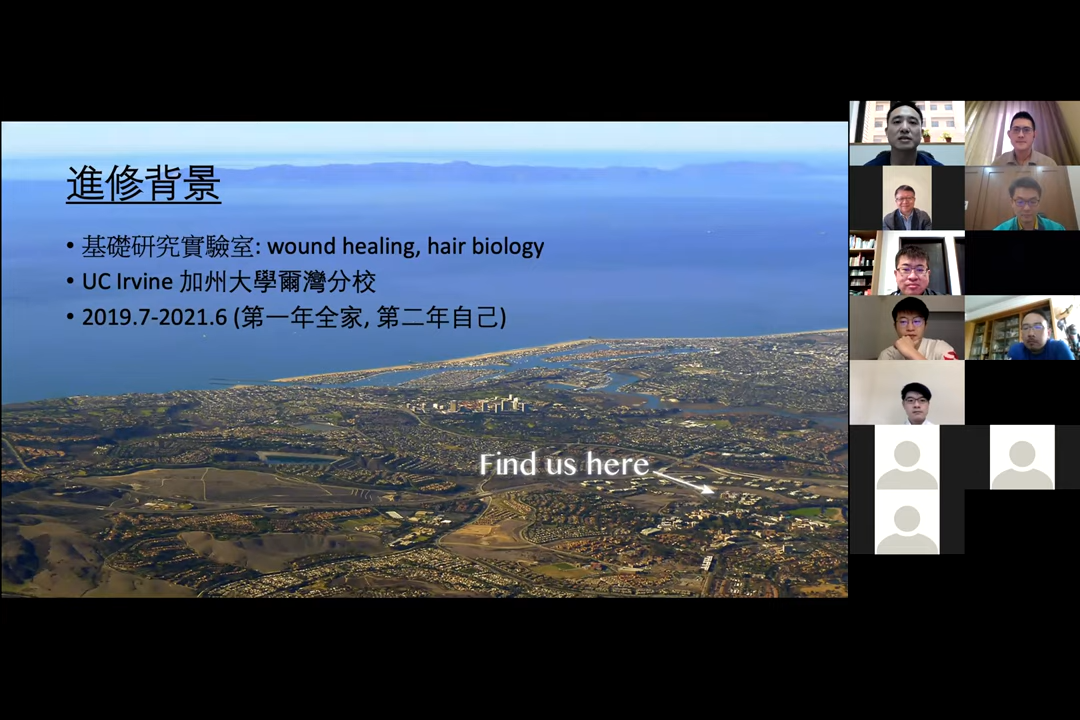 進修背景
• 基礎研究實驗室: wound healing, hair biology
• UC Irvine 加州大學爾灣分校
• 2019.7-2021.6 (第一年全家, 第二年自己)
Find us here